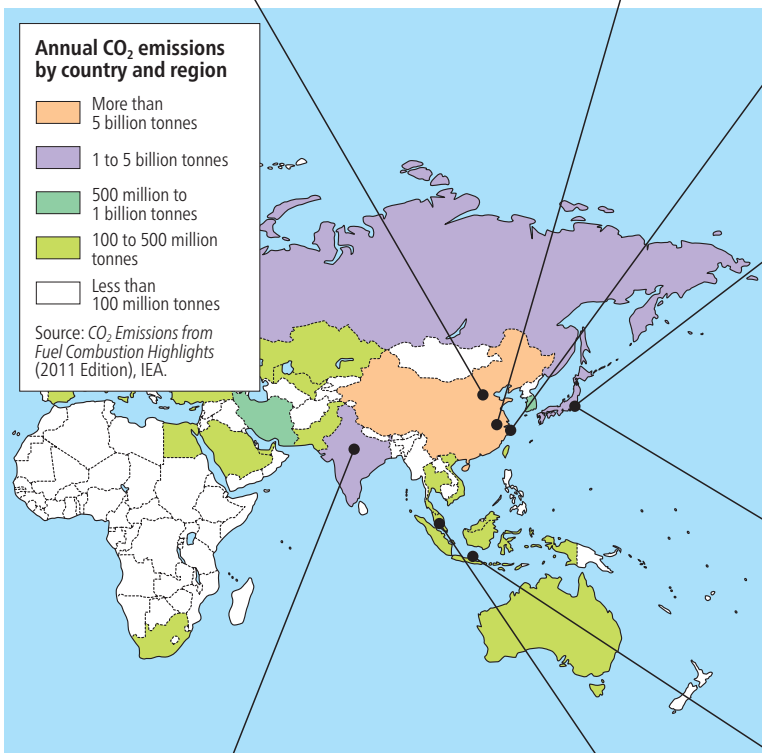 Annual CO₂ emissions
by country and region
More than
5 billion tonnes
1 to 5 billion tonnes
500 million to
1 billion tonnes
100 to 500 million
tonnes
Less than
100 million tonnes
Source: CO₂ Emissions from
Fuel Combustion Highlights
(2011 Edition), IEA.